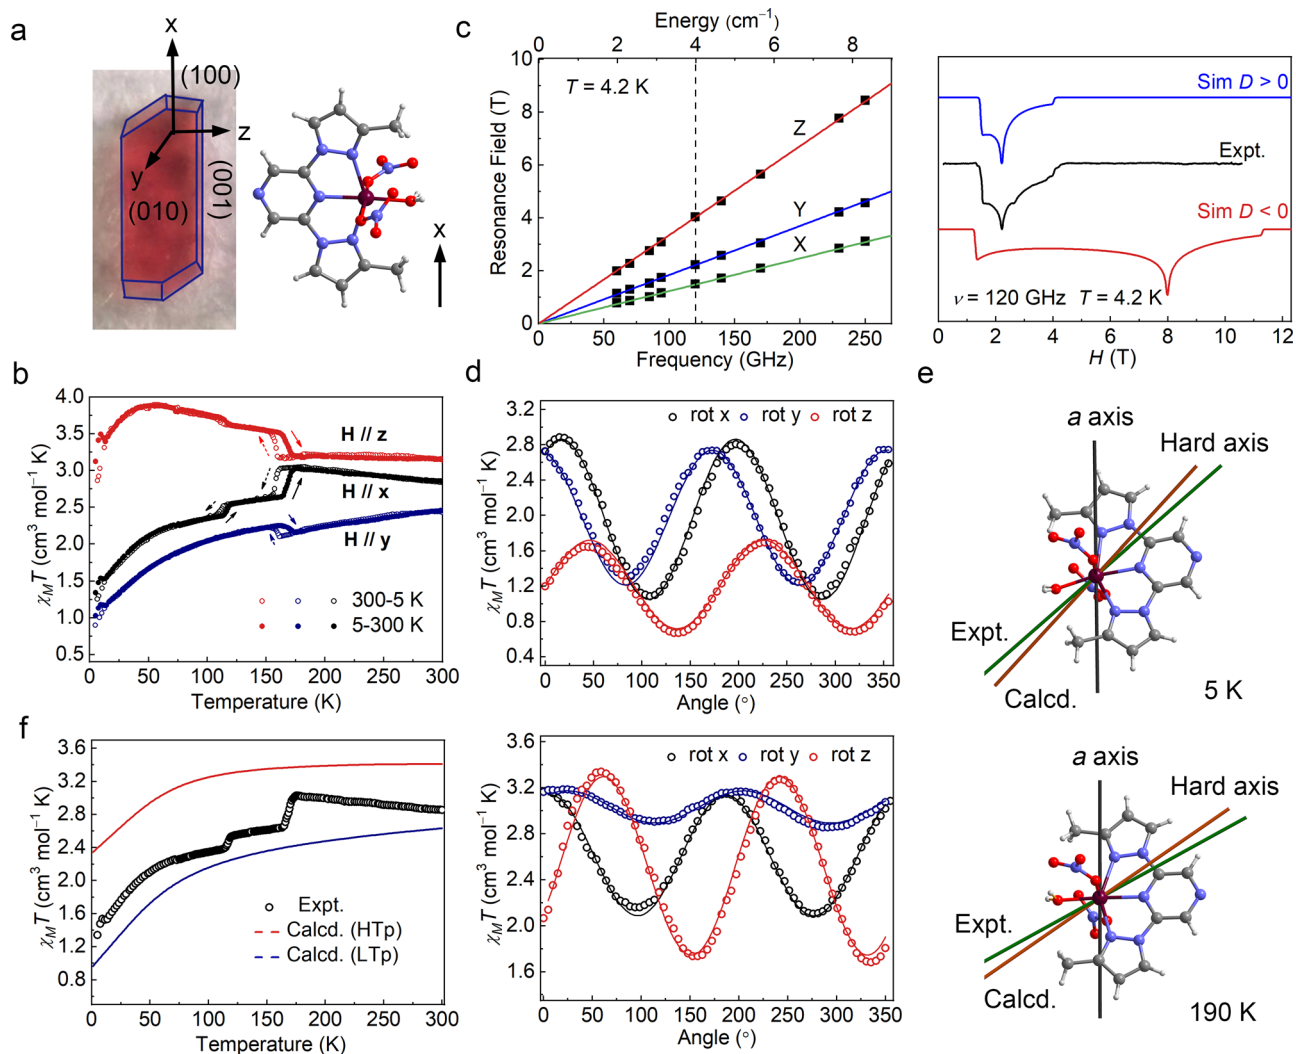 a
x
(100)
z
y
(010)
(001)
x
c
Energy (cm⁻¹)
0 2 4 6 8
T = 4.2 K
Z
Y
X
Resonance Field (T)
10
8
6
4
2
0
0 50 100 150 200 250
Frequency (GHz)
Sim D > 0
Expt.
Sim D < 0
ν = 120 GHz T = 4.2 K
0 2 4 6 8 10 12
H (T)
b
χMT (cm³ mol⁻¹ K)
4.0
3.5
3.0
2.5
2.0
1.5
1.0
0.5
H // z
H // x
H // y
300-5 K
5-300 K
0 50 100 150 200 250 300
Temperature (K)
d
χMT (cm³ mol⁻¹ K)
3.2
2.8
2.4
2.0
1.6
1.2
0.8
0.4
rot x rot y rot z
0 50 100 150 200 250 300 350
Angle (°)
e
a axis
Hard axis
Expt.
Calcd.
5 K
f
χMT (cm³ mol⁻¹ K)
3.6
3.2
2.8
2.4
2.0
1.6
1.2
0.8
Expt.
Calcd. (HTp)
Calcd. (LTp)
0 50 100 150 200 250 300
Temperature (K)
χMT (cm³ mol⁻¹ K)
3.6
3.2
2.8
2.4
2.0
1.6
rot x rot y rot z
0 50 100 150 200 250 300 350
Angle (°)
a axis
Hard axis
Expt.
Calcd.
190 K